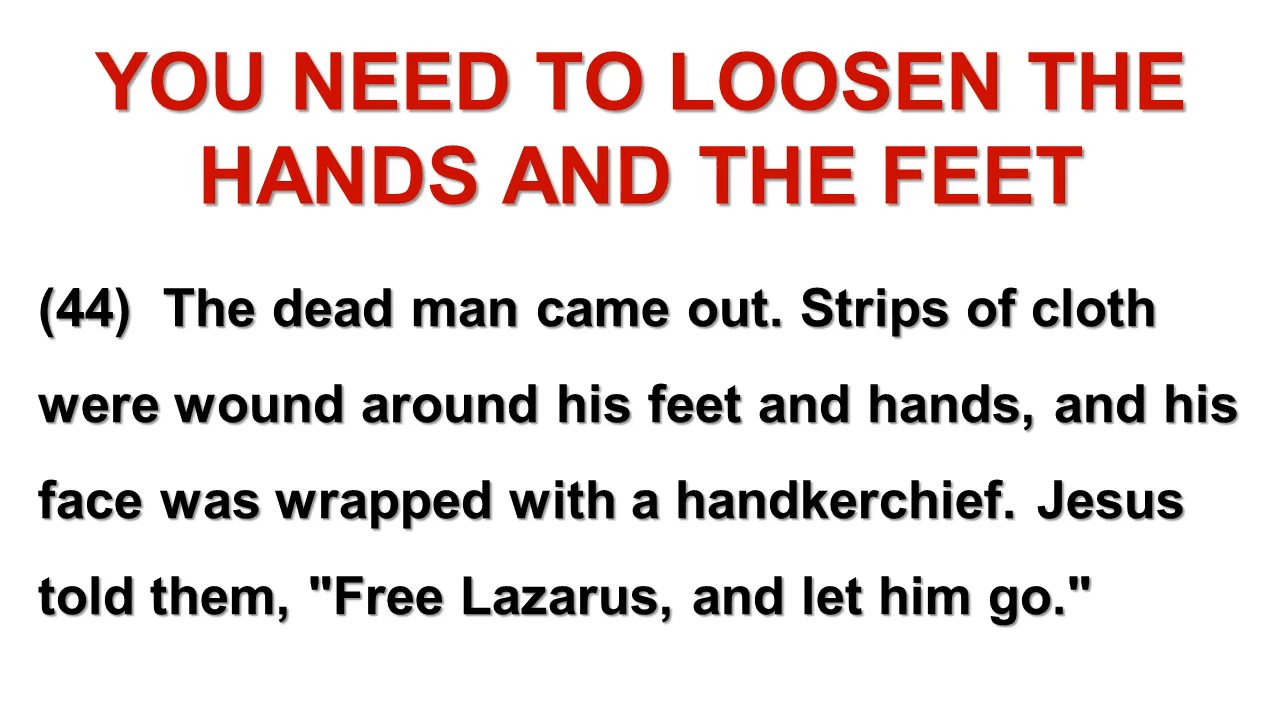 YOU NEED TO LOOSEN THE
HANDS AND THE FEET
(44) The dead man came out. Strips of cloth
were wound around his feet and hands, and his
face was wrapped with a handkerchief. Jesus
told them, "Free Lazarus, and let him go."